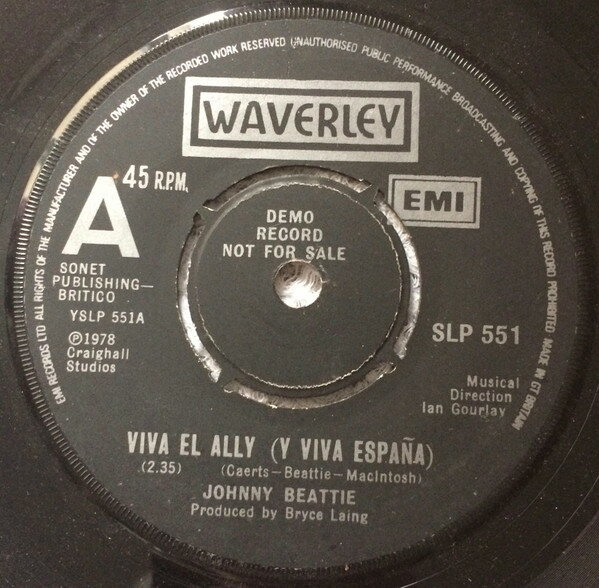 EMI RECORDS LTD ALL RIGHTS OF THE MANUFACTURER AND OF THE OWNER OF THE RECORDED WORK RESERVED UNAUTHORISED PUBLIC PERFORMANCE BROADCASTING AND COPYING OF THIS RECORD PROHIBITED MADE IN GT BRITAIN
WAVERLEY
A
45 R.P.M.
EMI
DEMO
RECORD
NOT FOR SALE
SONET
PUBLISHING—
BRITICO
YSLP 551A
℗1978
Craighall
Studios
SLP 551
Musical
Direction
Ian Gourlay
VIVA EL ALLY (Y VIVA ESPAÑA)
(2.35)
(Caerts—Beattie—MacIntosh)
JOHNNY BEATTIE
Produced by Bryce Laing